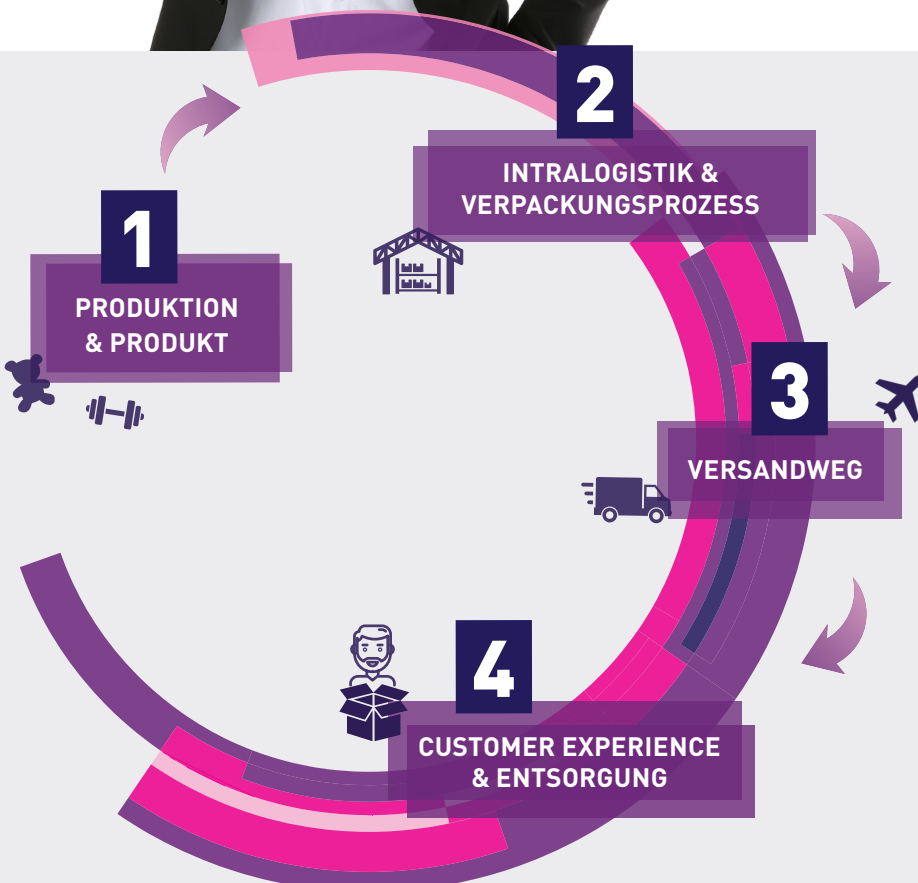 1
PRODUKTION
& PRODUKT
2
INTRALOGISTIK &
VERPACKUNGSPROZESS
3
VERSANDWEG
4
CUSTOMER EXPERIENCE
& ENTSORGUNG